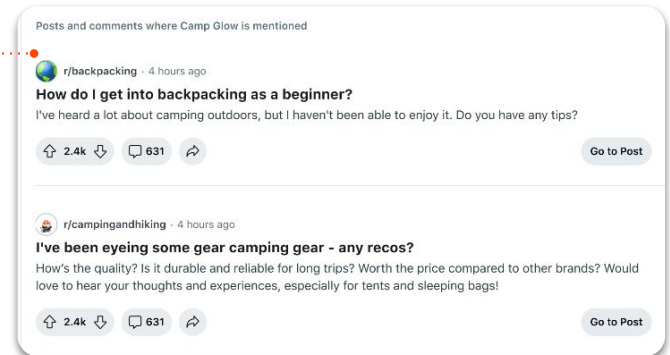 Posts and comments where Camp Glow is mentioned
r/backpacking · 4 hours ago
How do I get into backpacking as a beginner?
I've heard a lot about camping outdoors, but I haven't been able to enjoy it. Do you have any tips?
2.4k 631 Go to Post
r/campingandhiking · 4 hours ago
I've been eyeing some gear camping gear - any recos?
How's the quality? Is it durable and reliable for long trips? Worth the price compared to other brands? Would
love to hear your thoughts and experiences, especially for tents and sleeping bags!
2.4k 631 Go to Post